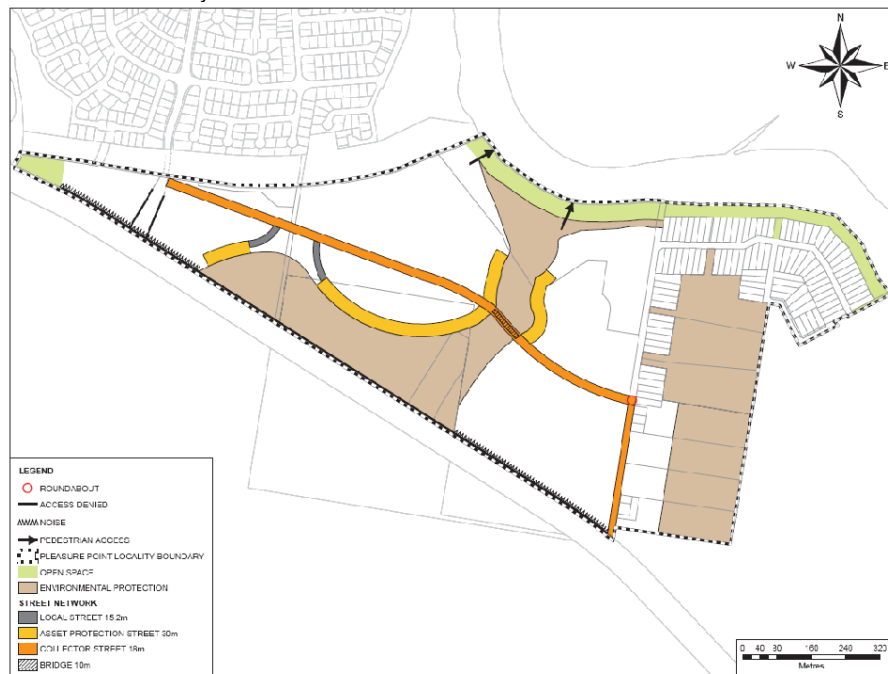 N
W E
S
LEGEND
ROUNDABOUT
ACCESS DENIED
NOISE
PEDESTRIAN ACCESS
PLEASURE POINT LOCALITY BOUNDARY
OPEN SPACE
ENVIRONMENTAL PROTECTION
STREET NETWORK
LOCAL STREET 15.2m
ASSET PROTECTION STREET 30m
COLLECTOR STREET 18m
BRIDGE 10m
0 40 80 160 240 320
Metres